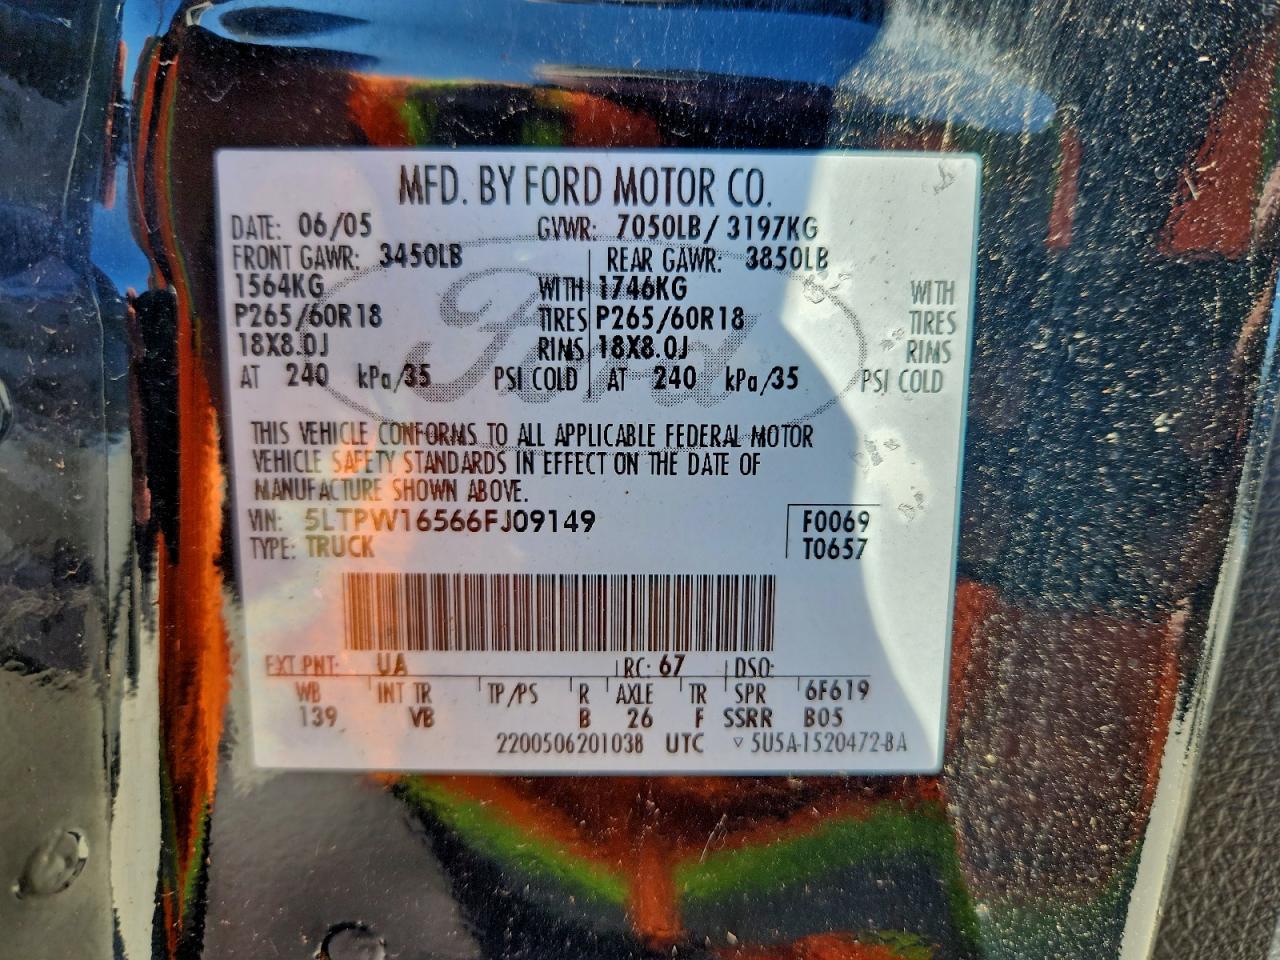 MFD. BY FORD MOTOR CO.
DATE: 06/05 GVWR: 7050LB/ 3197KG
FRONT GAWR: 3450LB REAR GAWR: 3850LB
1564KG WITH 1746KG WITH
P265/60R18 TIRES P265/60R18 TIRES
18X8.0J RIMS 18X8.0J RIMS
AT 240 kPa/35 PSI COLD AT 240 kPa/35 PSI COLD
Ford
THIS VEHICLE CONFORMS TO ALL APPLICABLE FEDERAL MOTOR
VEHICLE SAFETY STANDARDS IN EFFECT ON THE DATE OF
MANUFACTURE SHOWN ABOVE.
VIN: 5LTPW16566FJ09149 F0069
TYPE: TRUCK T0657
EXT PNT: UA RC: 67 DSO:
WB INT TR TP/PS R AXLE TR SPR 6F619
139 VB B 26 F SSRR B05
2200506201038 UTC ▽ 5U5A-1520472-BA